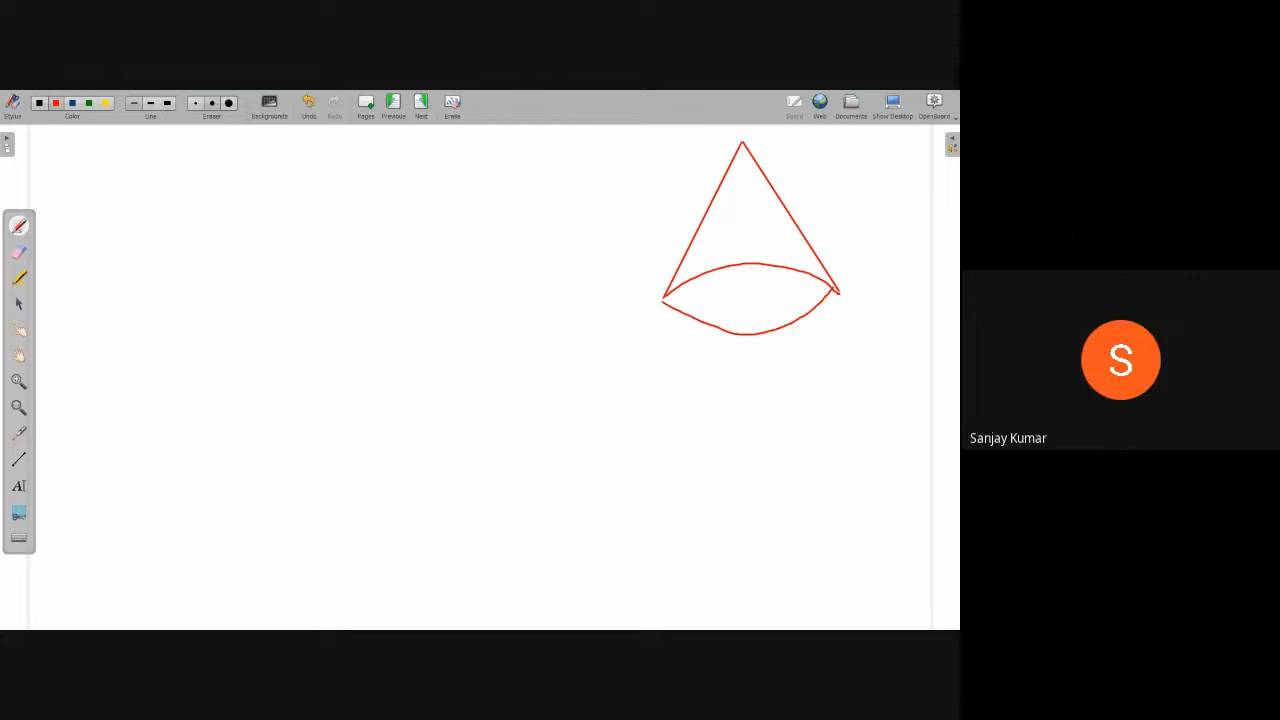 Stylus
Color
Line
Eraser
Backgrounds
Undo
Redo
Pages
Previous
Next
Erase
Board
Web
Documents
Show Desktop
OpenBoard
A
S
Sanjay Kumar